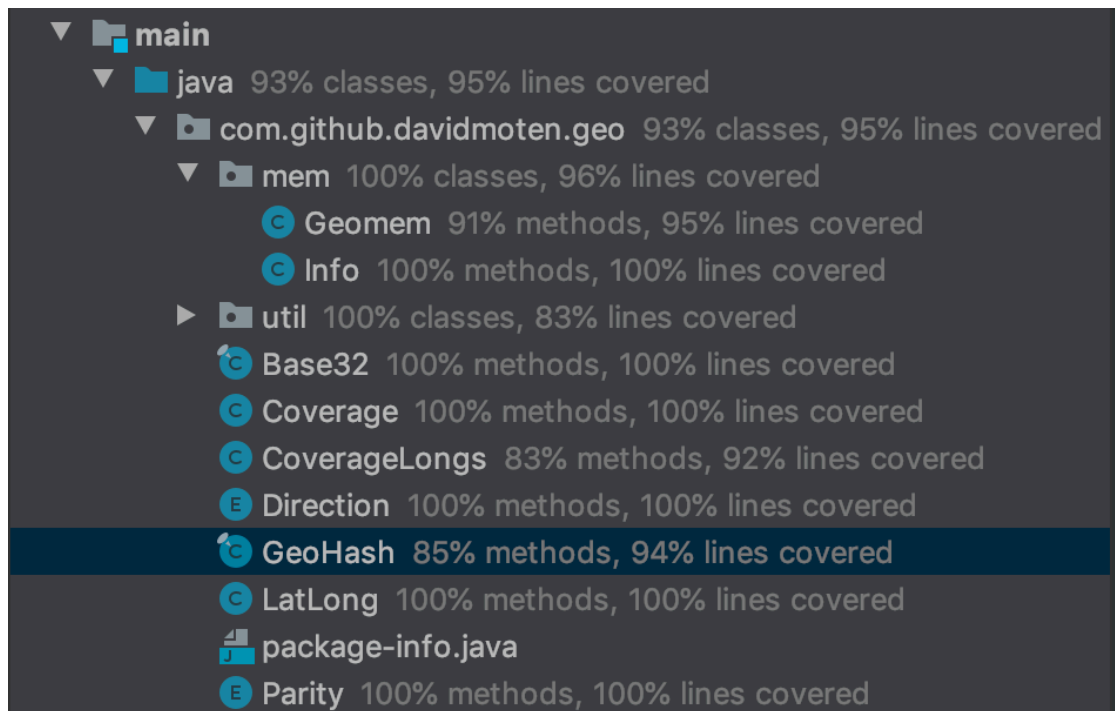 main
java 93% classes, 95% lines covered
com.github.davidmoten.geo 93% classes, 95% lines covered
mem 100% classes, 96% lines covered
C Geomem 91% methods, 95% lines covered
C Info 100% methods, 100% lines covered
util 100% classes, 83% lines covered
C Base32 100% methods, 100% lines covered
C Coverage 100% methods, 100% lines covered
C CoverageLongs 83% methods, 92% lines covered
E Direction 100% methods, 100% lines covered
C GeoHash 85% methods, 94% lines covered
C LatLong 100% methods, 100% lines covered
J package-info.java
E Parity 100% methods, 100% lines covered